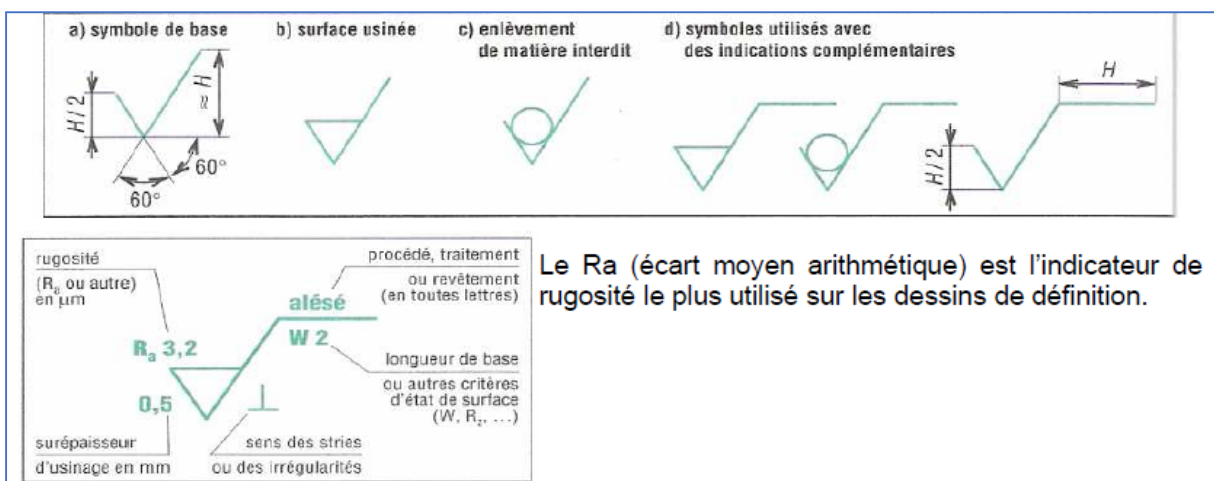 a) symbole de base
b) surface usinée
c) enlèvement
de matière interdit
d) symboles utilisés avec
des indications complémentaires
H/2
≈ H
60°
60°
H
H/2
rugosité
(Ra ou autre)
en µm
procédé, traitement
ou revêtement
(en toutes lettres)
alésé
Ra 3,2
W 2
longueur de base
ou autres critères
d'état de surface
(W, Rz, ...)
0,5
surépaisseur
d'usinage en mm
sens des stries
ou des irrégularités
Le Ra (écart moyen arithmétique) est l'indicateur de
rugosité le plus utilisé sur les dessins de définition.